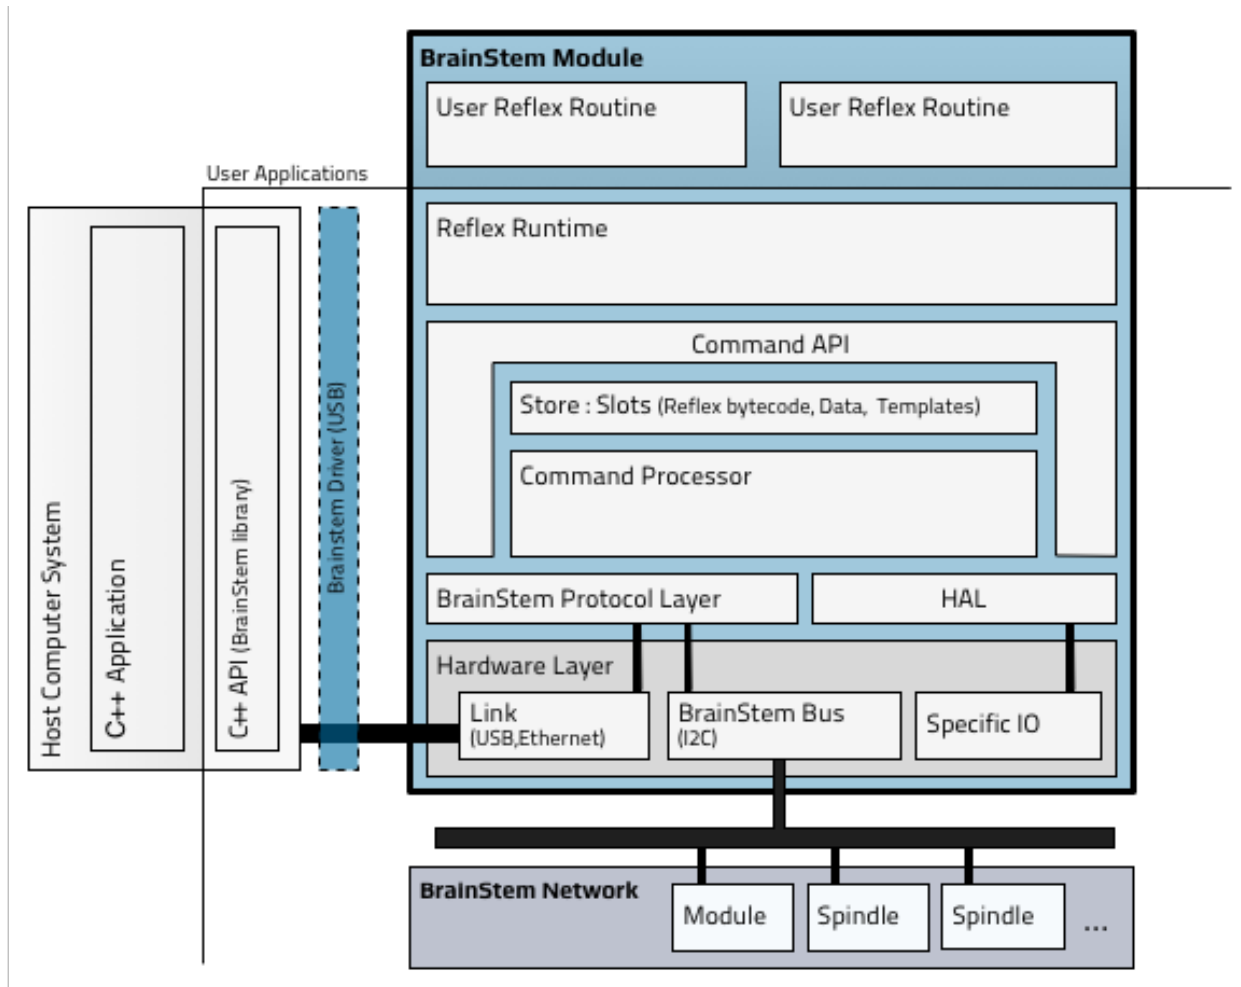 BrainStem Module
User Reflex Routine
User Reflex Routine
User Applications
Reflex Runtime
Command API
Store : Slots (Reflex bytecode, Data, Templates)
Command Processor
BrainStem Protocol Layer
HAL
Hardware Layer
Link
(USB,Ethernet)
BrainStem Bus
(I2C)
Specific IO
Host Computer System
C++ Application
C++ API (BrainStem library)
Brainstem Driver (USB)
BrainStem Network
Module
Spindle
Spindle
...